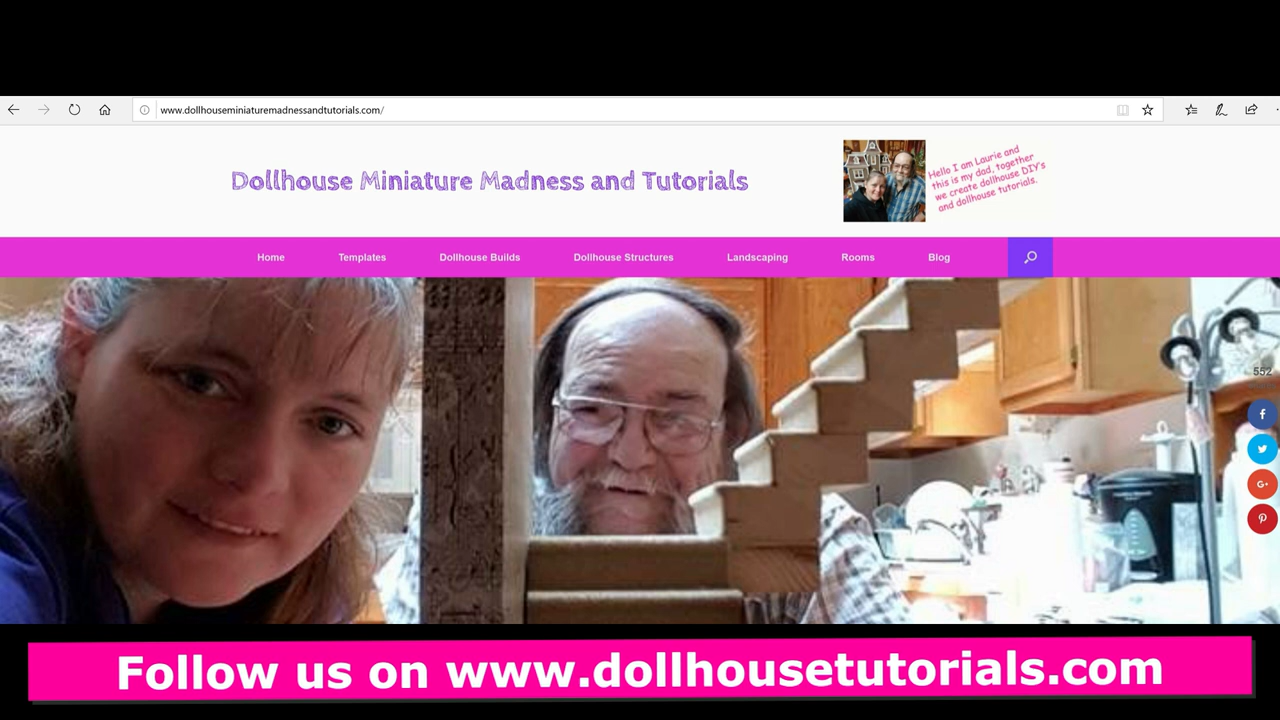 www.dollhouseminiaturemadnessandtutorials.com/
Dollhouse Miniature Madness and Tutorials
Hello I am Laurie and
this is my dad, together
we create dollhouse DIY's
and dollhouse tutorials.
Home Templates Dollhouse Builds Dollhouse Structures Landscaping Rooms Blog
552
Follow us on www.dollhousetutorials.com